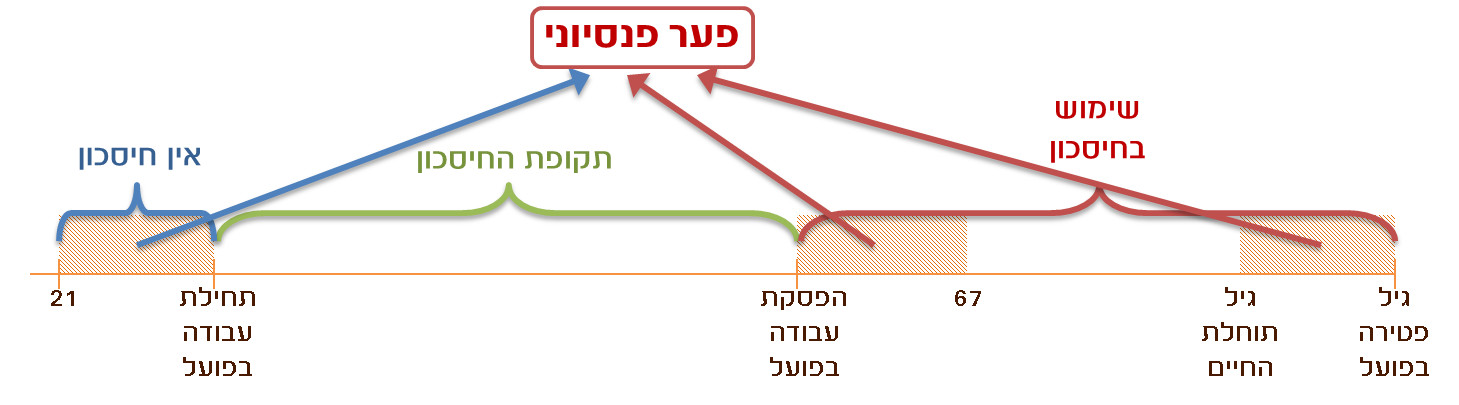 פער פנסיוני
שימוש
בחיסכון
תקופת החיסכון
אין חיסכון
21
תחילת
עבודה
בפועל
הפסקת
עבודה
בפועל
67
גיל
תוחלת
החיים
גיל
פטירה
בפועל